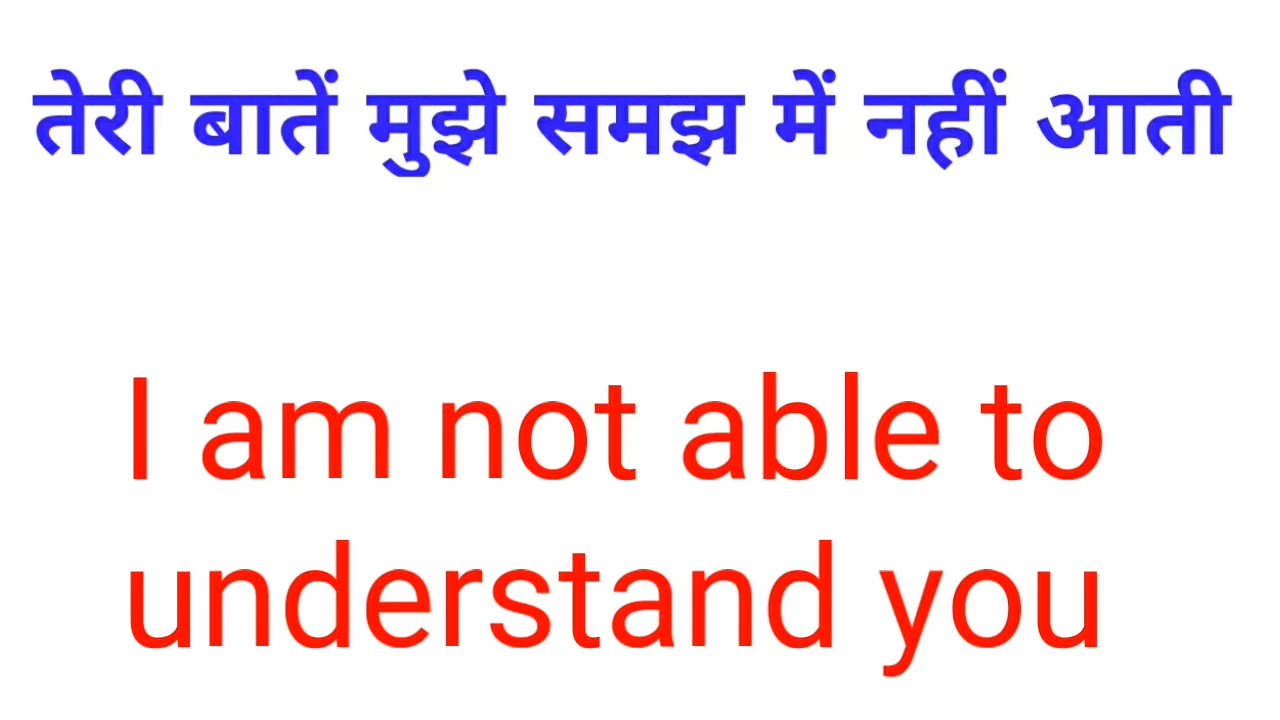 तेरी बातें मुझे समझ में नहीं आती
I am not able to
understand you